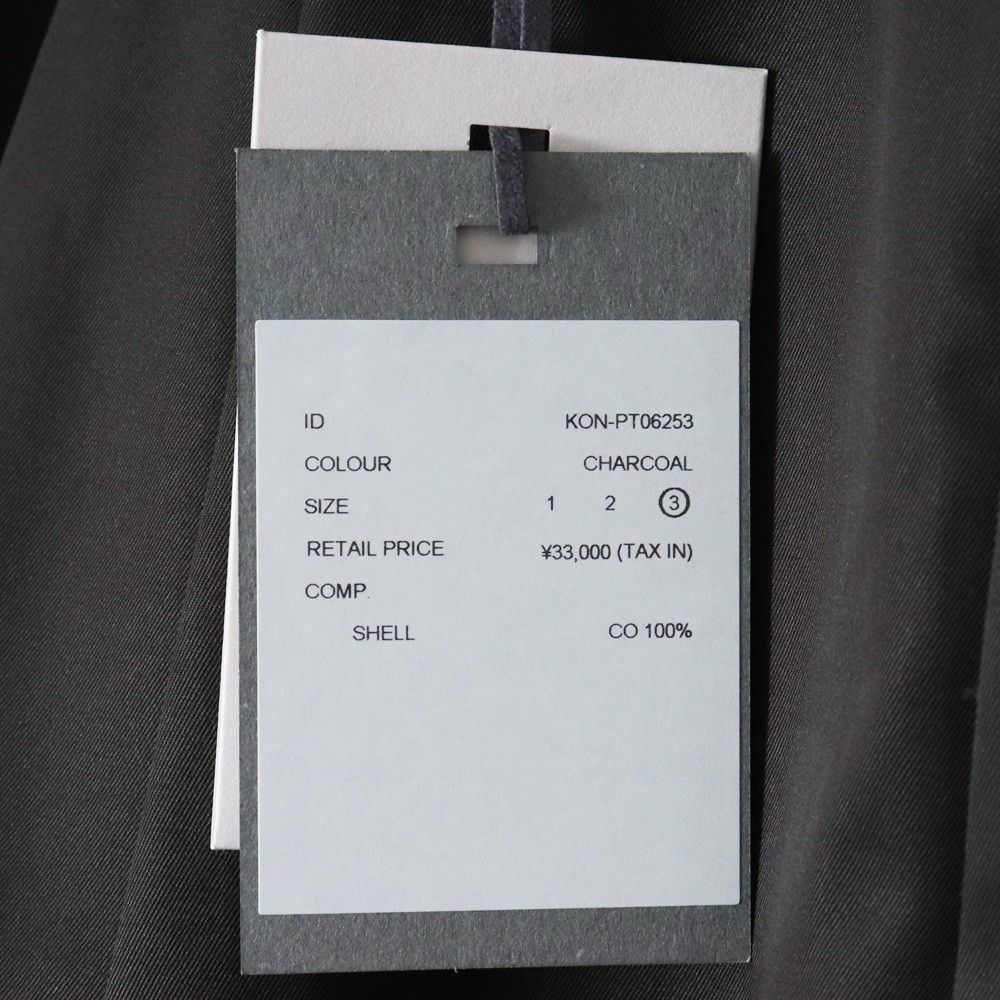 ID KON-PT06253
COLOUR CHARCOAL
SIZE 1 2 3
RETAIL PRICE ¥33,000 (TAX IN)
COMP.
SHELL CO 100%